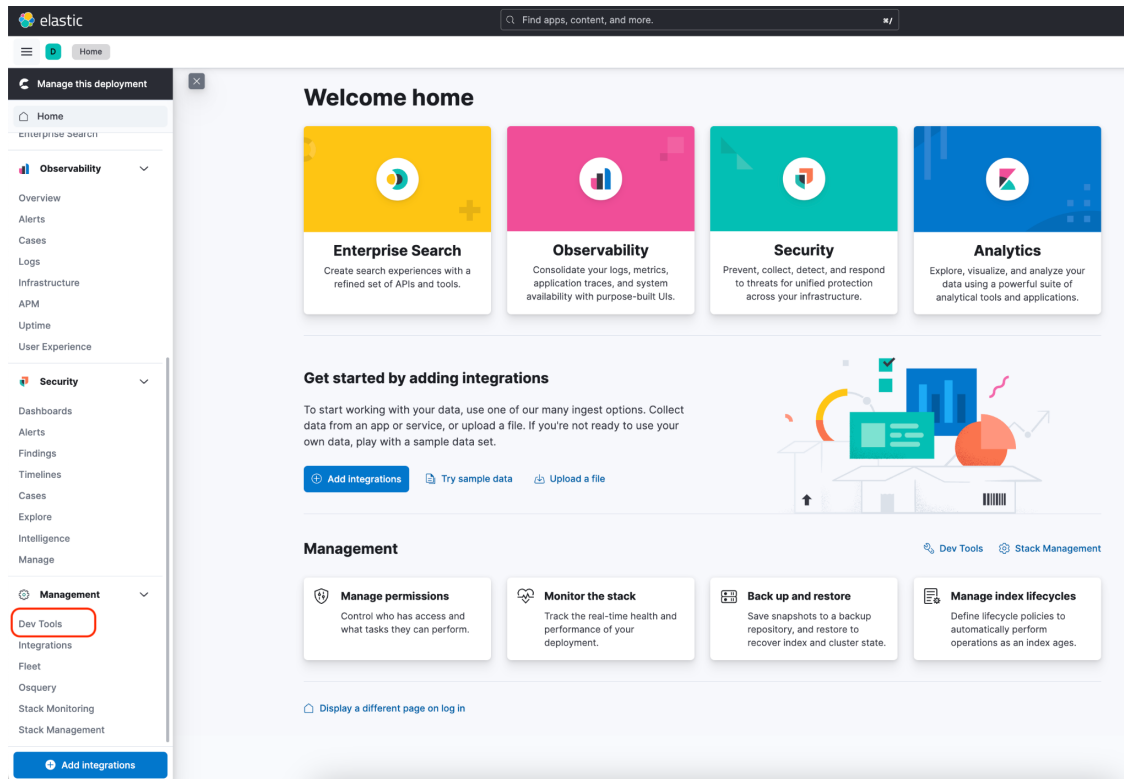 elastic
Find apps, content, and more.
⌘/
D
Home
Manage this deployment
Home
Enterprise Search
Observability
Overview
Alerts
Cases
Logs
Infrastructure
APM
Uptime
User Experience
Security
Dashboards
Alerts
Findings
Timelines
Cases
Explore
Intelligence
Manage
Management
Dev Tools
Integrations
Fleet
Osquery
Stack Monitoring
Stack Management
Add integrations
Welcome home
Enterprise Search
Create search experiences with a
refined set of APIs and tools.
Observability
Consolidate your logs, metrics,
application traces, and system
availability with purpose-built UIs.
Security
Prevent, collect, detect, and respond
to threats for unified protection
across your infrastructure.
Analytics
Explore, visualize, and analyze your
data using a powerful suite of
analytical tools and applications.
Get started by adding integrations
To start working with your data, use one of our many ingest options. Collect
data from an app or service, or upload a file. If you're not ready to use your
own data, play with a sample data set.
Add integrations
Try sample data
Upload a file
Management
Dev Tools
Stack Management
Manage permissions
Control who has access and
what tasks they can perform.
Monitor the stack
Track the real-time health and
performance of your
deployment.
Back up and restore
Save snapshots to a backup
repository, and restore to
recover index and cluster state.
Manage index lifecycles
Define lifecycle policies to
automatically perform
operations as an index ages.
Display a different page on log in